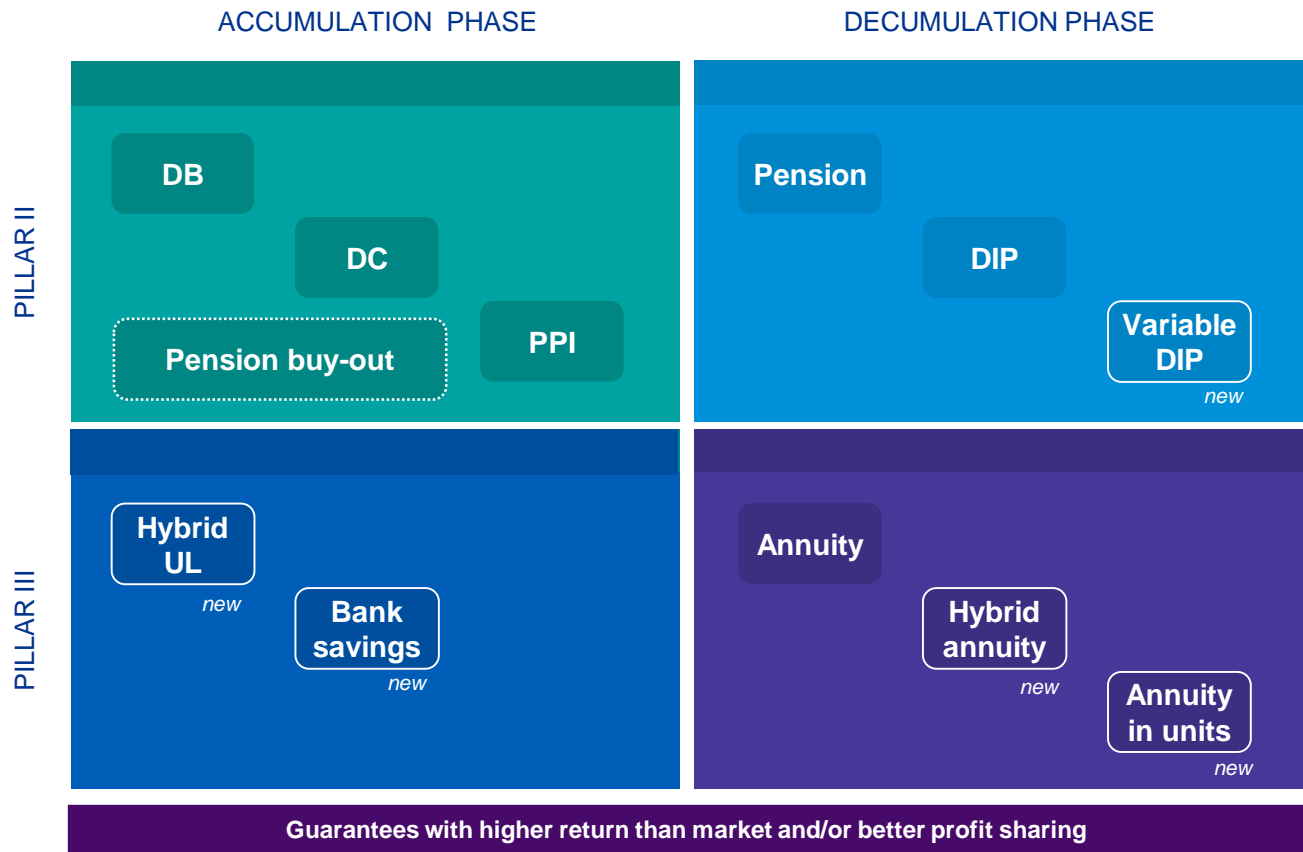 ACCUMULATION PHASE
DECUMULATION PHASE
PILLAR II
DB
DC
Pension buy-out
PPI
Pension
DIP
Variable
DIP
new
PILLAR III
Hybrid
UL
new
Bank
savings
new
Annuity
Hybrid
annuity
new
Annuity
in units
new
Guarantees with higher return than market and/or better profit sharing